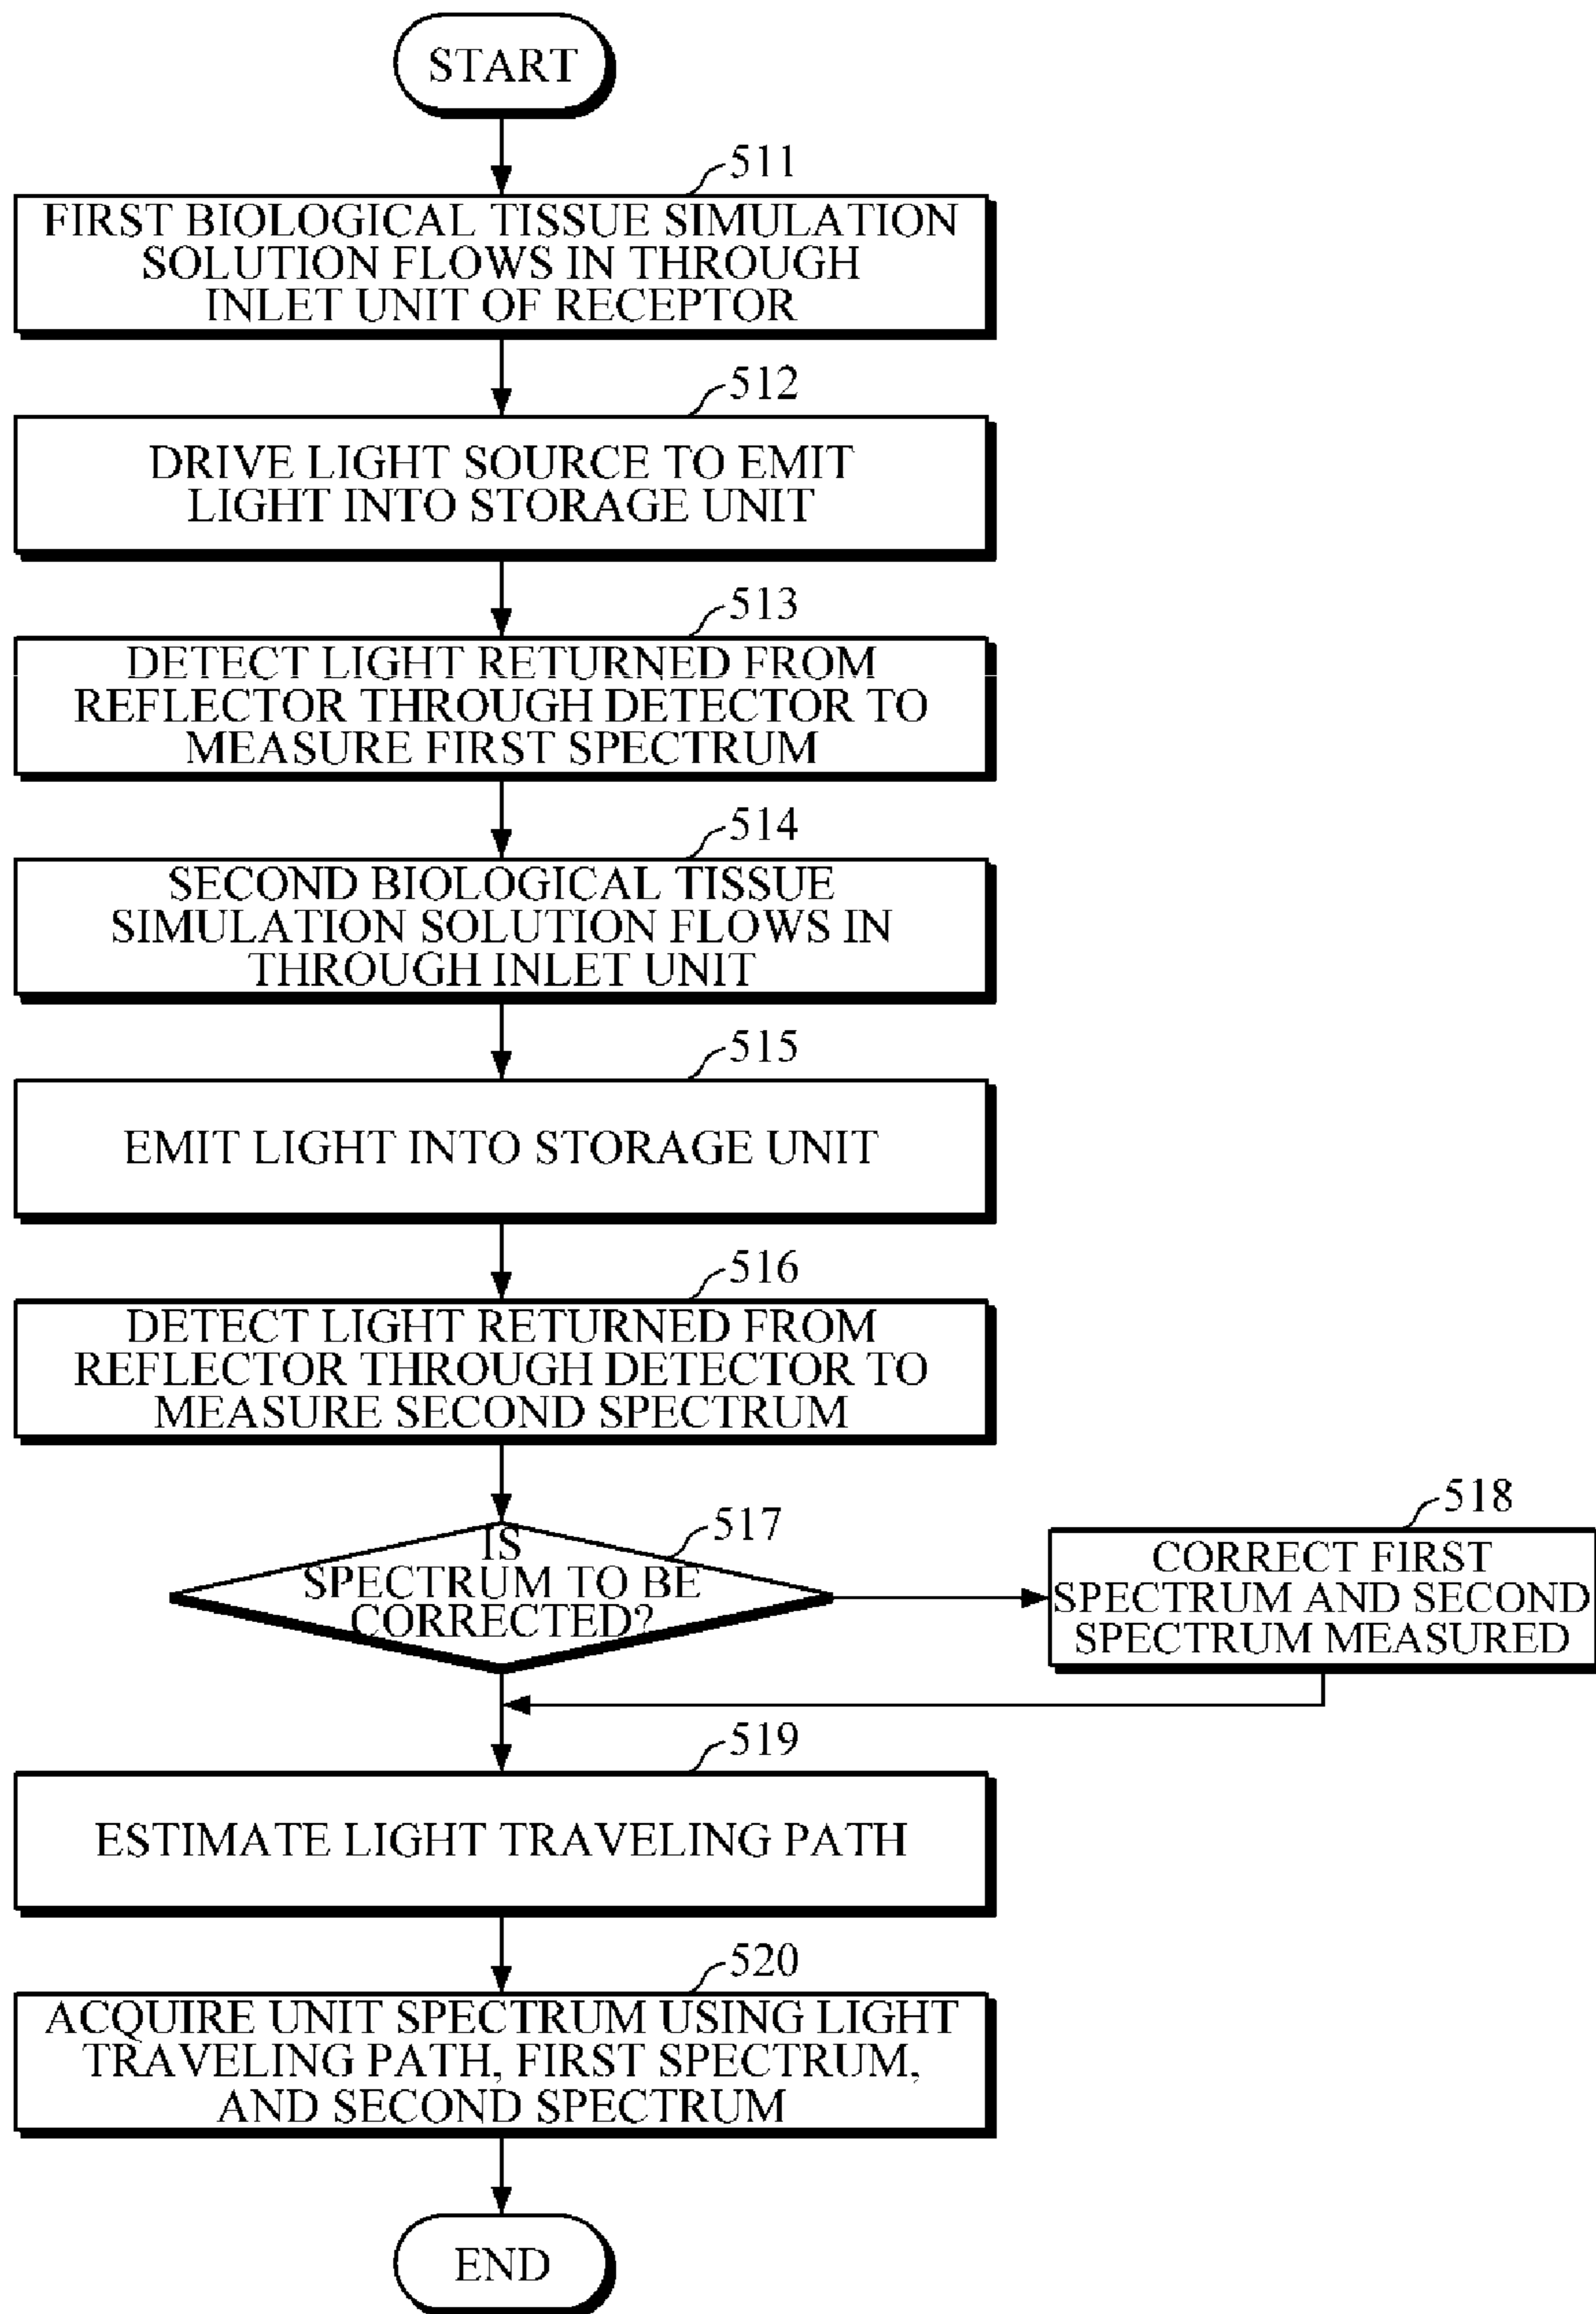 START
511
FIRST BIOLOGICAL TISSUE SIMULATION
SOLUTION FLOWS IN THROUGH
INLET UNIT OF RECEPTOR
512
DRIVE LIGHT SOURCE TO EMIT
LIGHT INTO STORAGE UNIT
513
DETECT LIGHT RETURNED FROM
REFLECTOR THROUGH DETECTOR TO
MEASURE FIRST SPECTRUM
514
SECOND BIOLOGICAL TISSUE
SIMULATION SOLUTION FLOWS IN
THROUGH INLET UNIT
515
EMIT LIGHT INTO STORAGE UNIT
516
DETECT LIGHT RETURNED FROM
REFLECTOR THROUGH DETECTOR TO
MEASURE SECOND SPECTRUM
517
IS
SPECTRUM TO BE
CORRECTED?
518
CORRECT FIRST
SPECTRUM AND SECOND
SPECTRUM MEASURED
519
ESTIMATE LIGHT TRAVELING PATH
520
ACQUIRE UNIT SPECTRUM USING LIGHT
TRAVELING PATH, FIRST SPECTRUM,
AND SECOND SPECTRUM
END